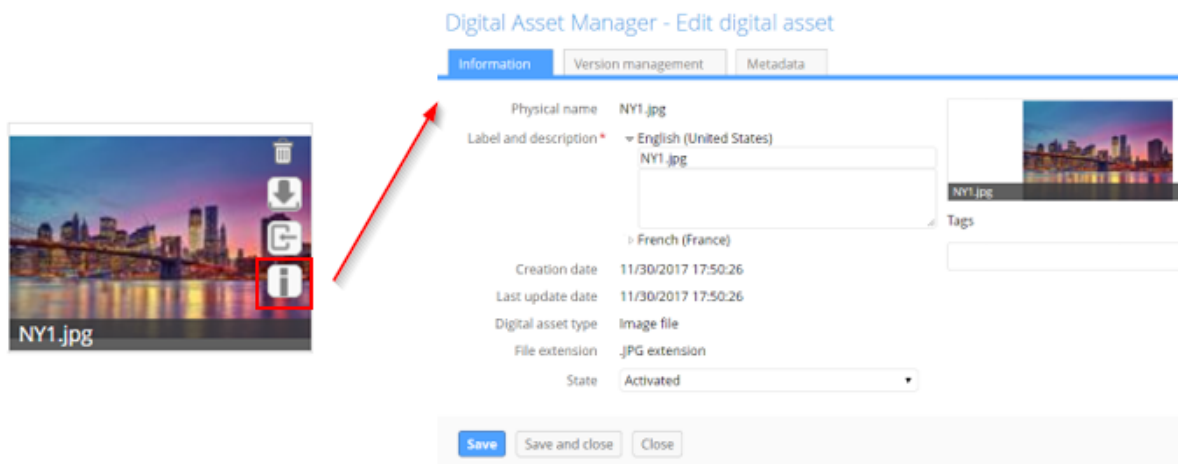 Digital Asset Manager - Edit digital asset
Information Version management Metadata
Physical name NY1.jpg
Label and description * English (United States)
NY1.jpg
French (France)
Creation date 11/30/2017 17:50:26
Last update date 11/30/2017 17:50:26
Digital asset type Image file
File extension .JPG extension
State Activated
Save Save and close Close
NY1.jpg
Tags
NY1.jpg